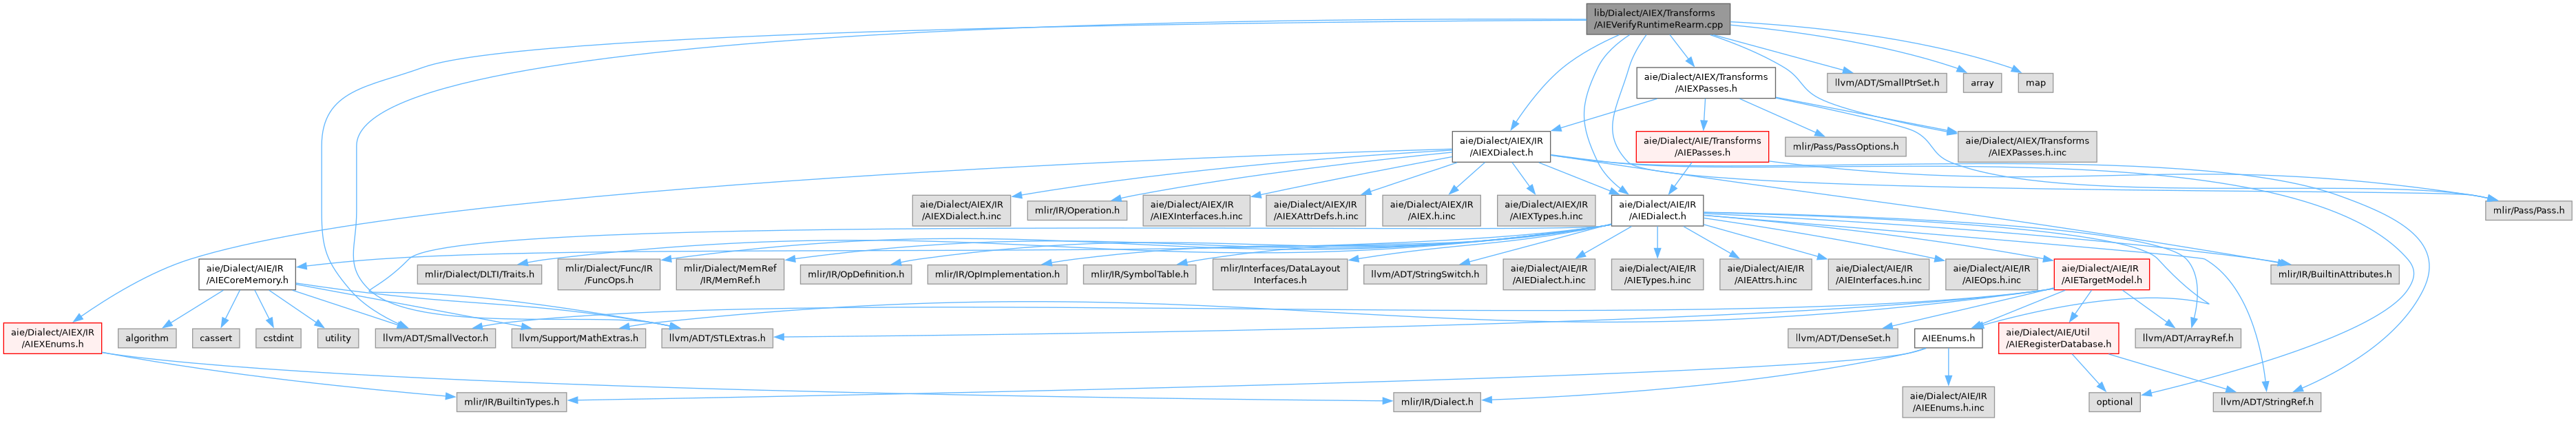 lib/Dialect/AIEX/Transforms
/AIEVerifyRuntimeRearm.cpp
aie/Dialect/AIEX/Transforms
/AIEXPasses.h
llvm/ADT/SmallPtrSet.h
array
map
aie/Dialect/AIEX/IR
/AIEXDialect.h
aie/Dialect/AIE/Transforms
/AIEPasses.h
mlir/Pass/PassOptions.h
aie/Dialect/AIEX/Transforms
/AIEXPasses.h.inc
aie/Dialect/AIEX/IR
/AIEXDialect.h.inc
mlir/IR/Operation.h
aie/Dialect/AIEX/IR
/AIEXInterfaces.h.inc
aie/Dialect/AIEX/IR
/AIEXAttrDefs.h.inc
aie/Dialect/AIEX/IR
/AIEX.h.inc
aie/Dialect/AIEX/IR
/AIEXTypes.h.inc
aie/Dialect/AIE/IR
/AIEDialect.h
mlir/Pass/Pass.h
aie/Dialect/AIE/IR
/AIECoreMemory.h
mlir/Dialect/DLTI/Traits.h
mlir/Dialect/Func/IR
/FuncOps.h
mlir/Dialect/MemRef
/IR/MemRef.h
mlir/IR/OpDefinition.h
mlir/IR/OpImplementation.h
mlir/IR/SymbolTable.h
mlir/Interfaces/DataLayout
Interfaces.h
llvm/ADT/StringSwitch.h
aie/Dialect/AIE/IR
/AIEDialect.h.inc
aie/Dialect/AIE/IR
/AIETypes.h.inc
aie/Dialect/AIE/IR
/AIEAttrs.h.inc
aie/Dialect/AIE/IR
/AIEInterfaces.h.inc
aie/Dialect/AIE/IR
/AIEOps.h.inc
aie/Dialect/AIE/IR
/AIETargetModel.h
mlir/IR/BuiltinAttributes.h
aie/Dialect/AIEX/IR
/AIEXEnums.h
algorithm
cassert
cstdint
utility
llvm/ADT/SmallVector.h
llvm/Support/MathExtras.h
llvm/ADT/STLExtras.h
llvm/ADT/DenseSet.h
AIEEnums.h
aie/Dialect/AIE/Util
/AIERegisterDatabase.h
llvm/ADT/ArrayRef.h
mlir/IR/BuiltinTypes.h
mlir/IR/Dialect.h
aie/Dialect/AIE/IR
/AIEEnums.h.inc
optional
llvm/ADT/StringRef.h